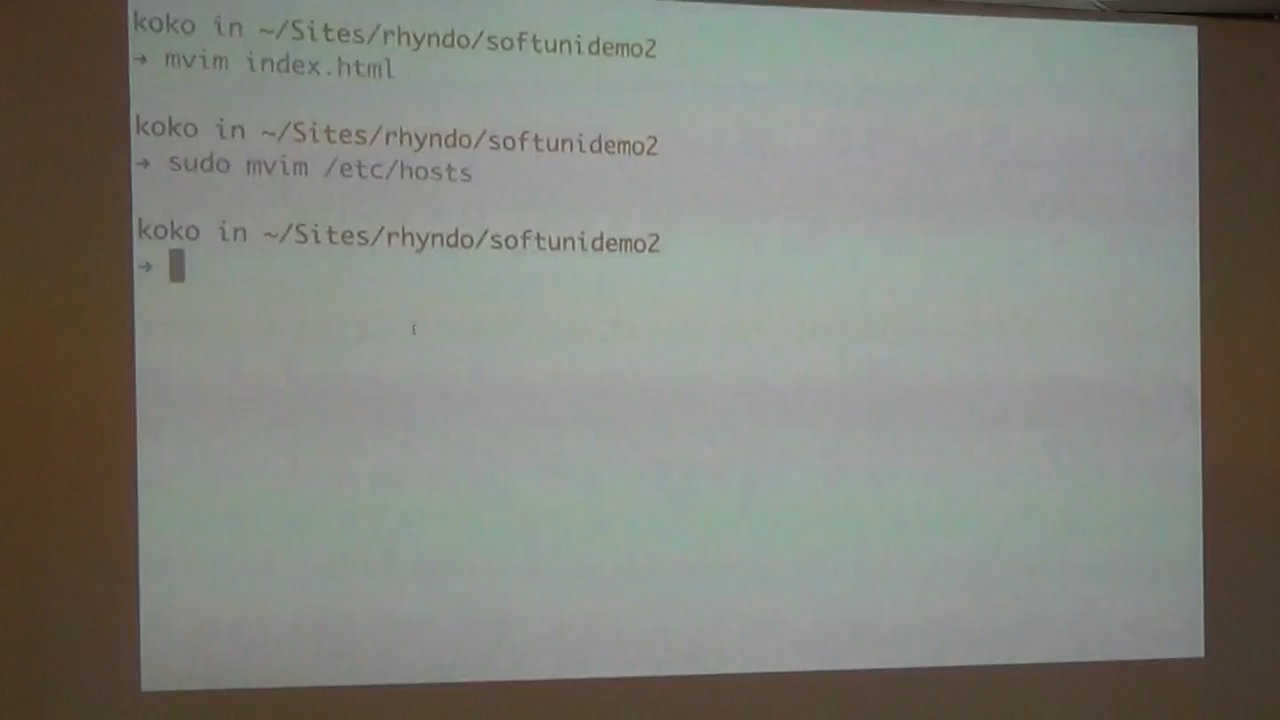 koko in ~/Sites/rhyndo/softunidemo2
→ mvim index.html
koko in ~/Sites/rhyndo/softunidemo2
→ sudo mvim /etc/hosts
koko in ~/Sites/rhyndo/softunidemo2
→